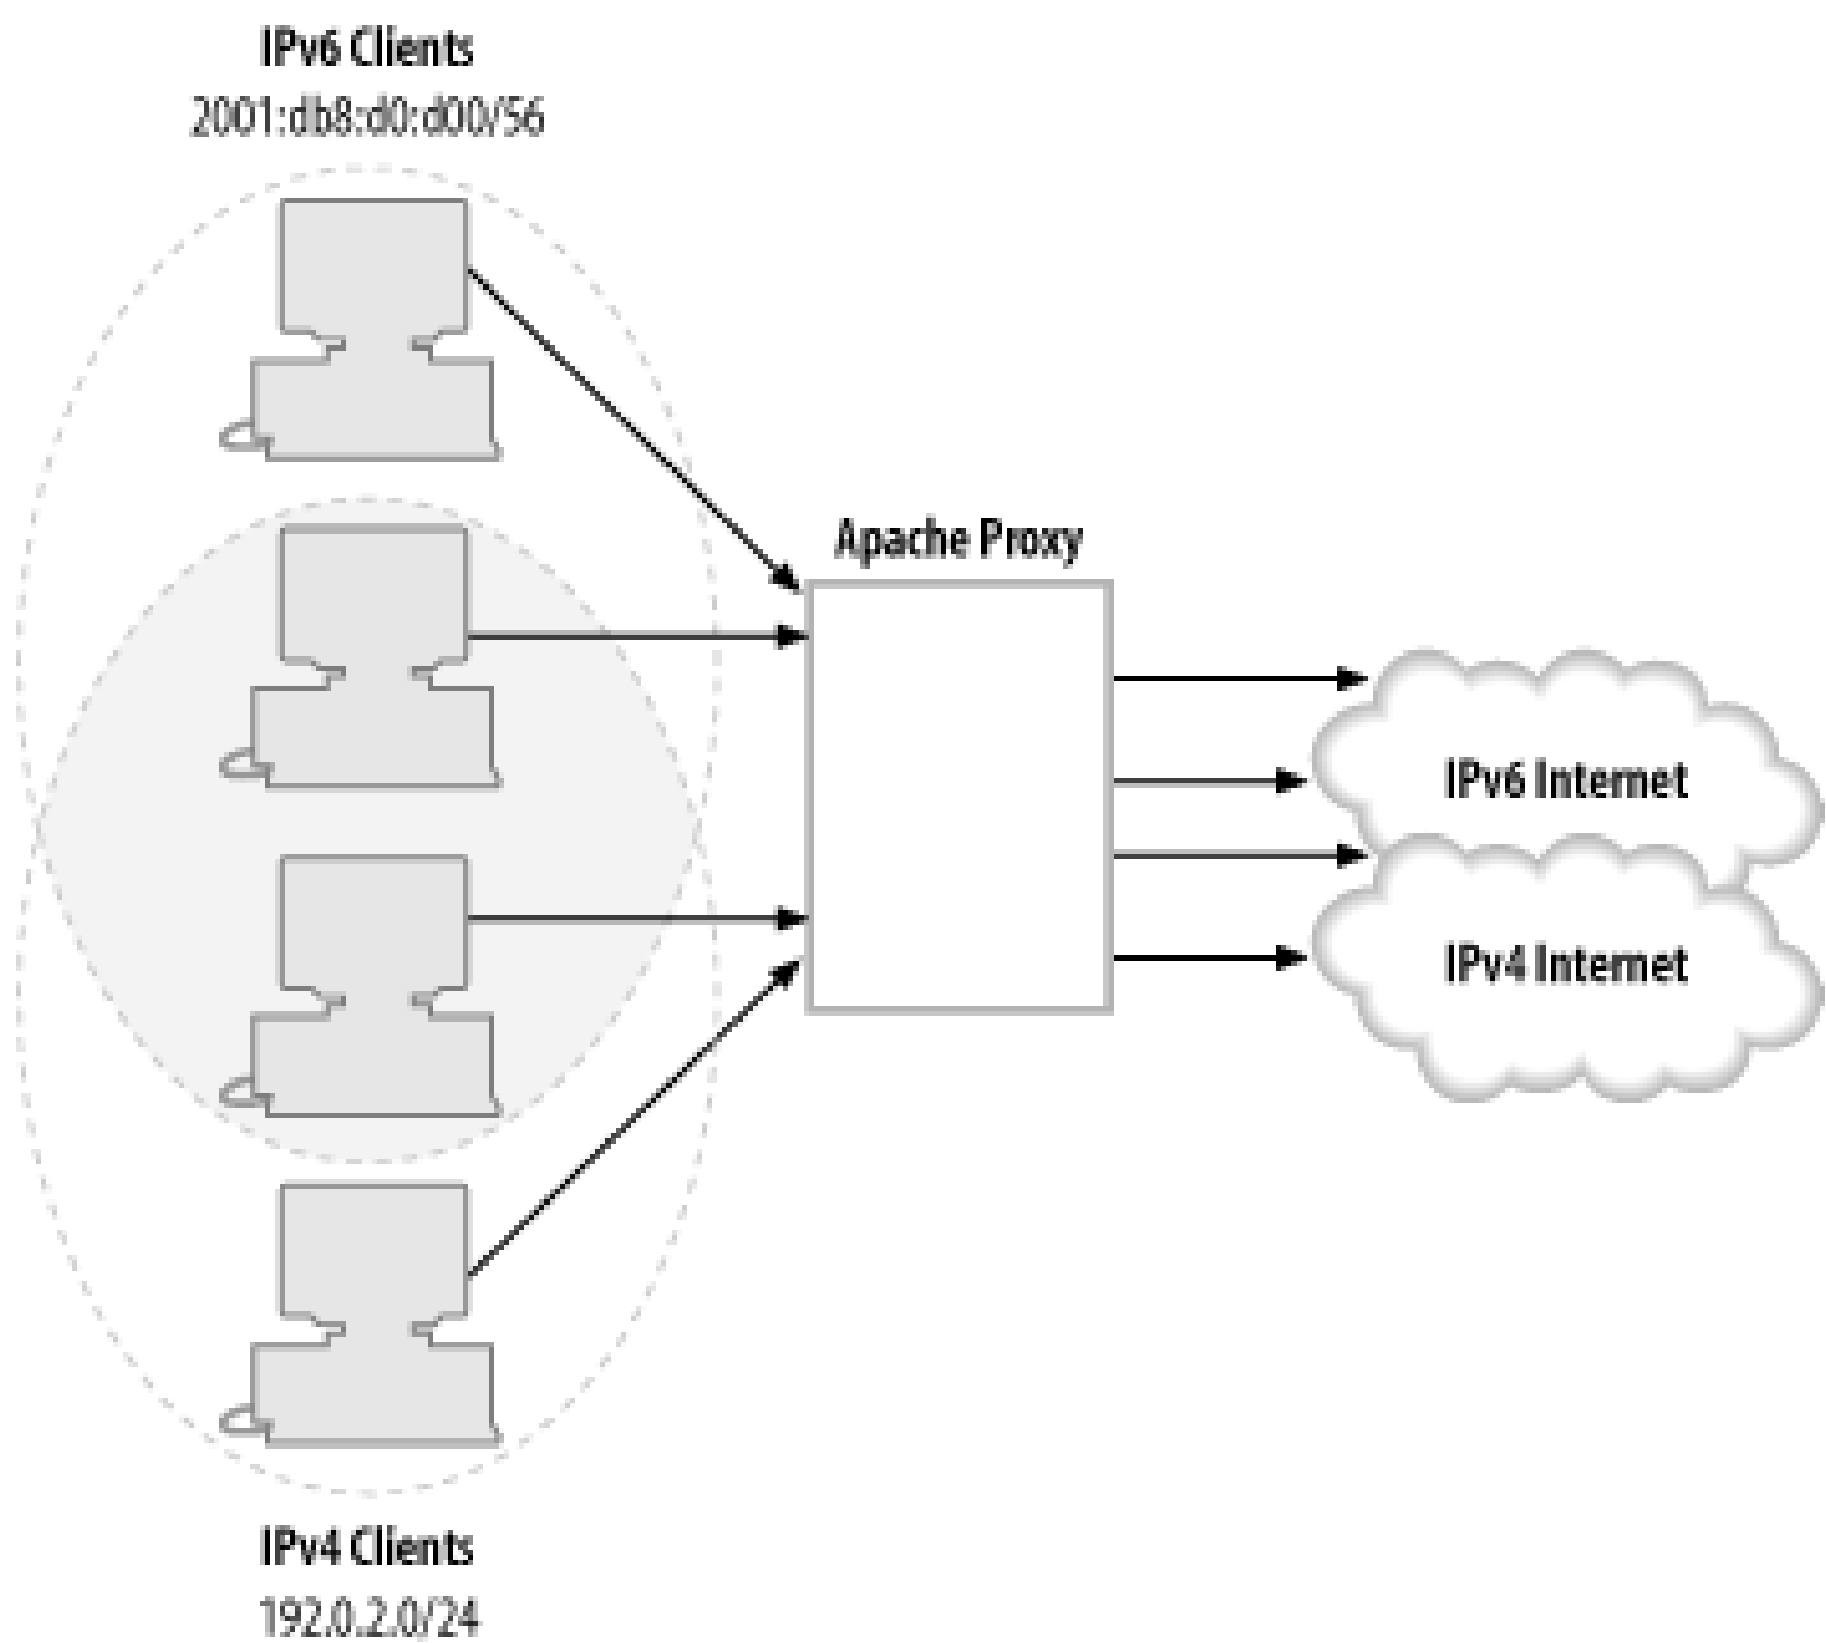 IPv6 Clients
2001:db8:d0:d00/56
Apache Proxy
IPv6 Internet
IPv4 Internet
IPv4 Clients
192.0.2.0/24